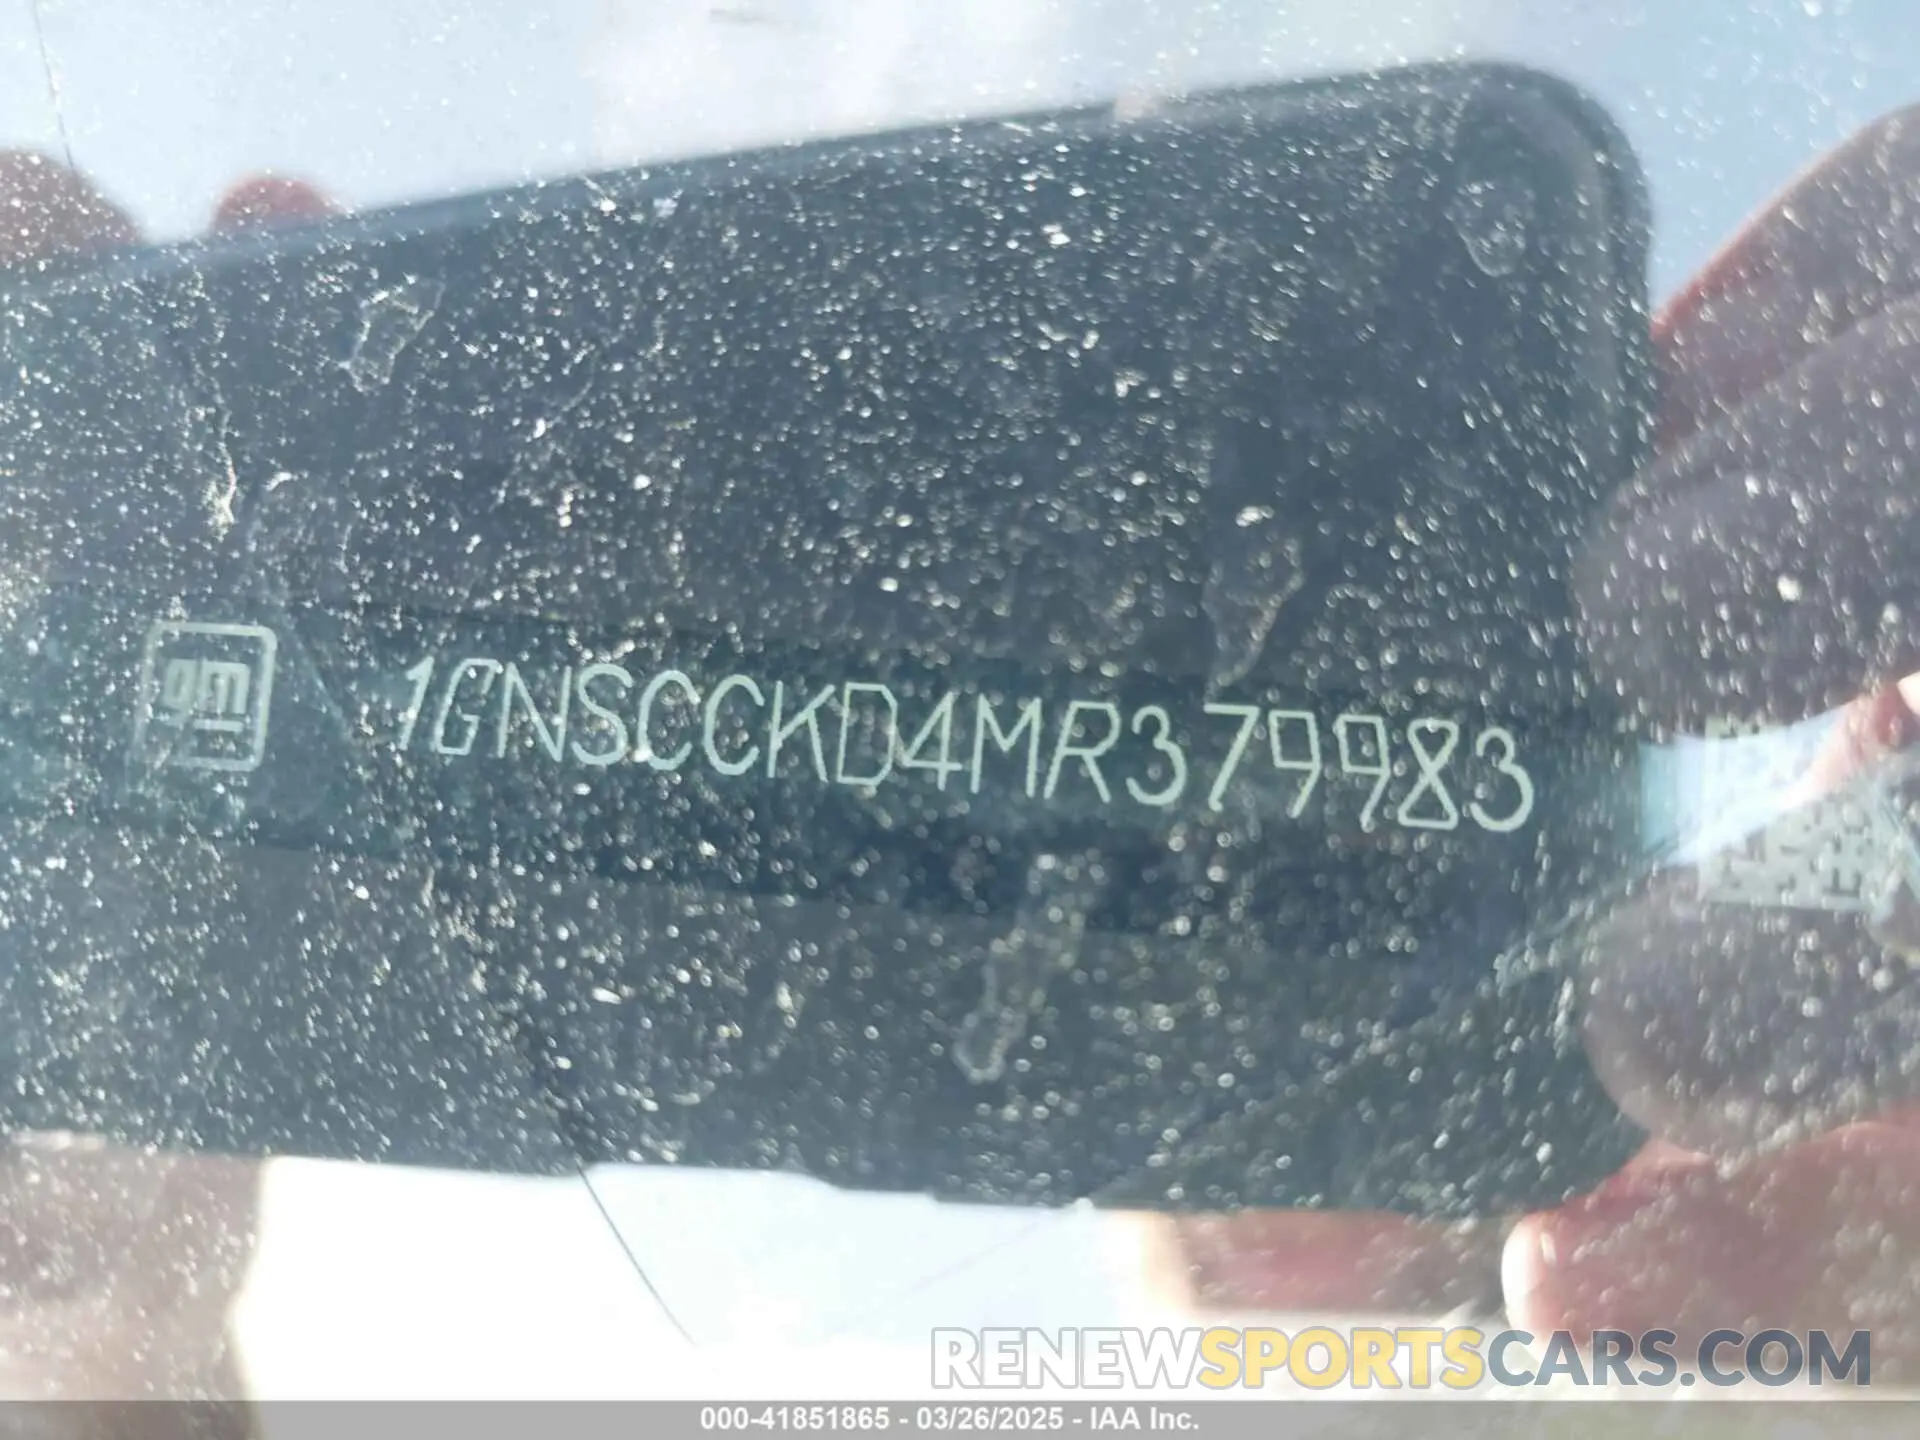 gm 1GNSCCKD4MR379983
RENEWSPORTSCARS.COM
000-41851865 - 03/26/2025 - IAA Inc.